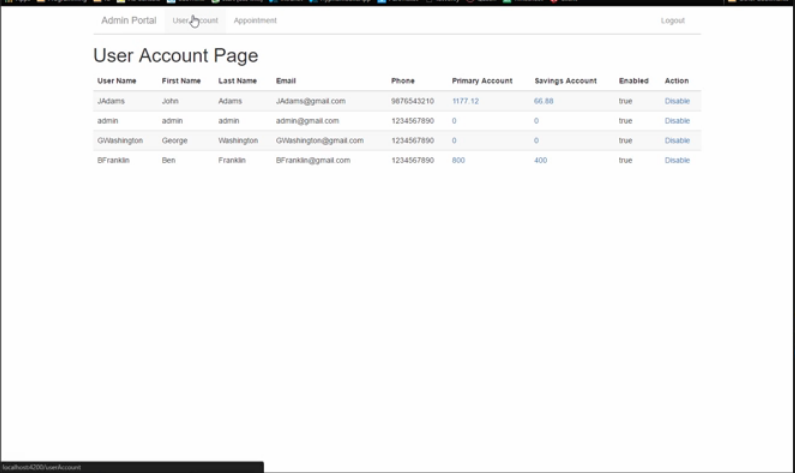 Admin Portal User Account Appointment Logout
User Account Page
User Name First Name Last Name Email Phone Primary Account Savings Account Enabled Action
JAdams John Adams JAdams@gmail.com 9876543210 1177.12 66.88 true Disable
admin admin admin admin@gmail.com 1234567890 0 0 true Disable
GWashington George Washington GWashington@gmail.com 1234567890 0 0 true Disable
BFranklin Ben Franklin BFranklin@gmail.com 1234567890 800 400 true Disable
localhost:4200/userAccount